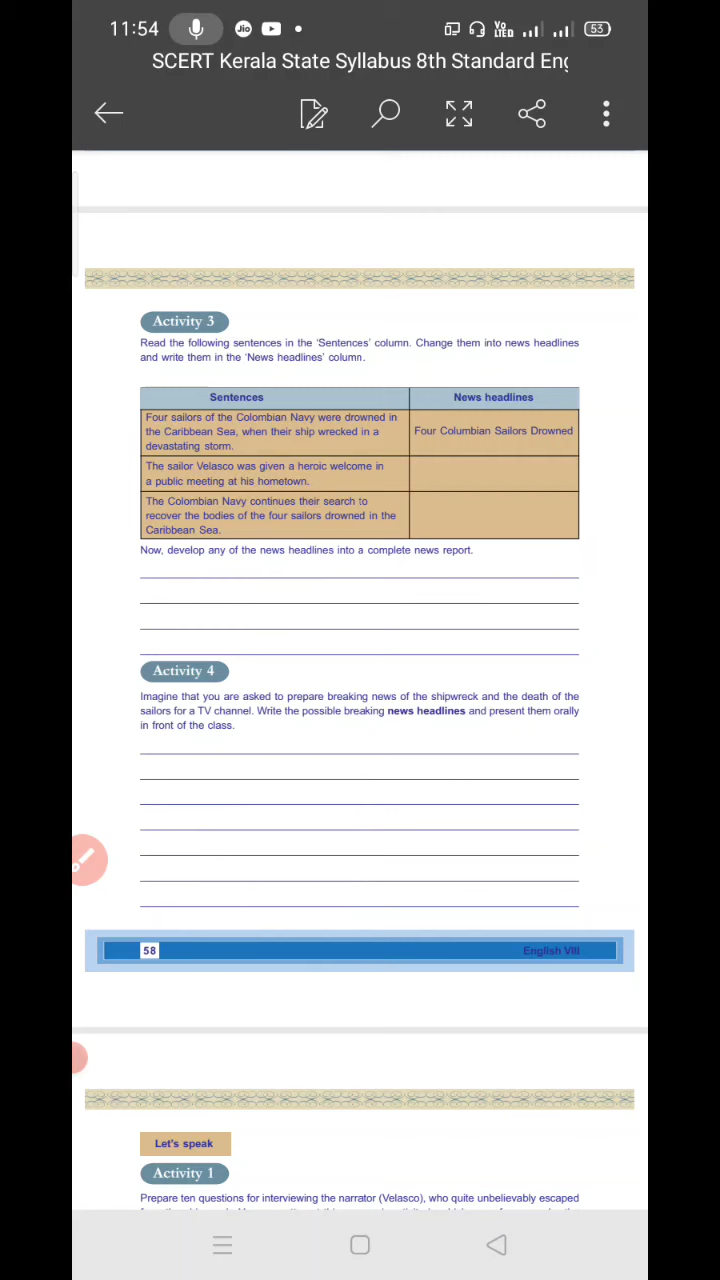 11:54
Jio
Vo
LTED
53
SCERT Kerala State Syllabus 8th Standard Eng
Activity 3
Read the following sentences in the 'Sentences' column. Change them into news headlines
and write them in the 'News headlines' column.
Sentences
News headlines
Four sailors of the Colombian Navy were drowned in
the Caribbean Sea, when their ship wrecked in a
devastating storm.
Four Columbian Sailors Drowned
The sailor Velasco was given a heroic welcome in
a public meeting at his hometown.
The Colombian Navy continues their search to
recover the bodies of the four sailors drowned in the
Caribbean Sea.
Now, develop any of the news headlines into a complete news report.
Activity 4
Imagine that you are asked to prepare breaking news of the shipwreck and the death of the
sailors for a TV channel. Write the possible breaking news headlines and present them orally
in front of the class.
58
English VIII
Let's speak
Activity 1
Prepare ten questions for interviewing the narrator (Velasco), who quite unbelievably escaped